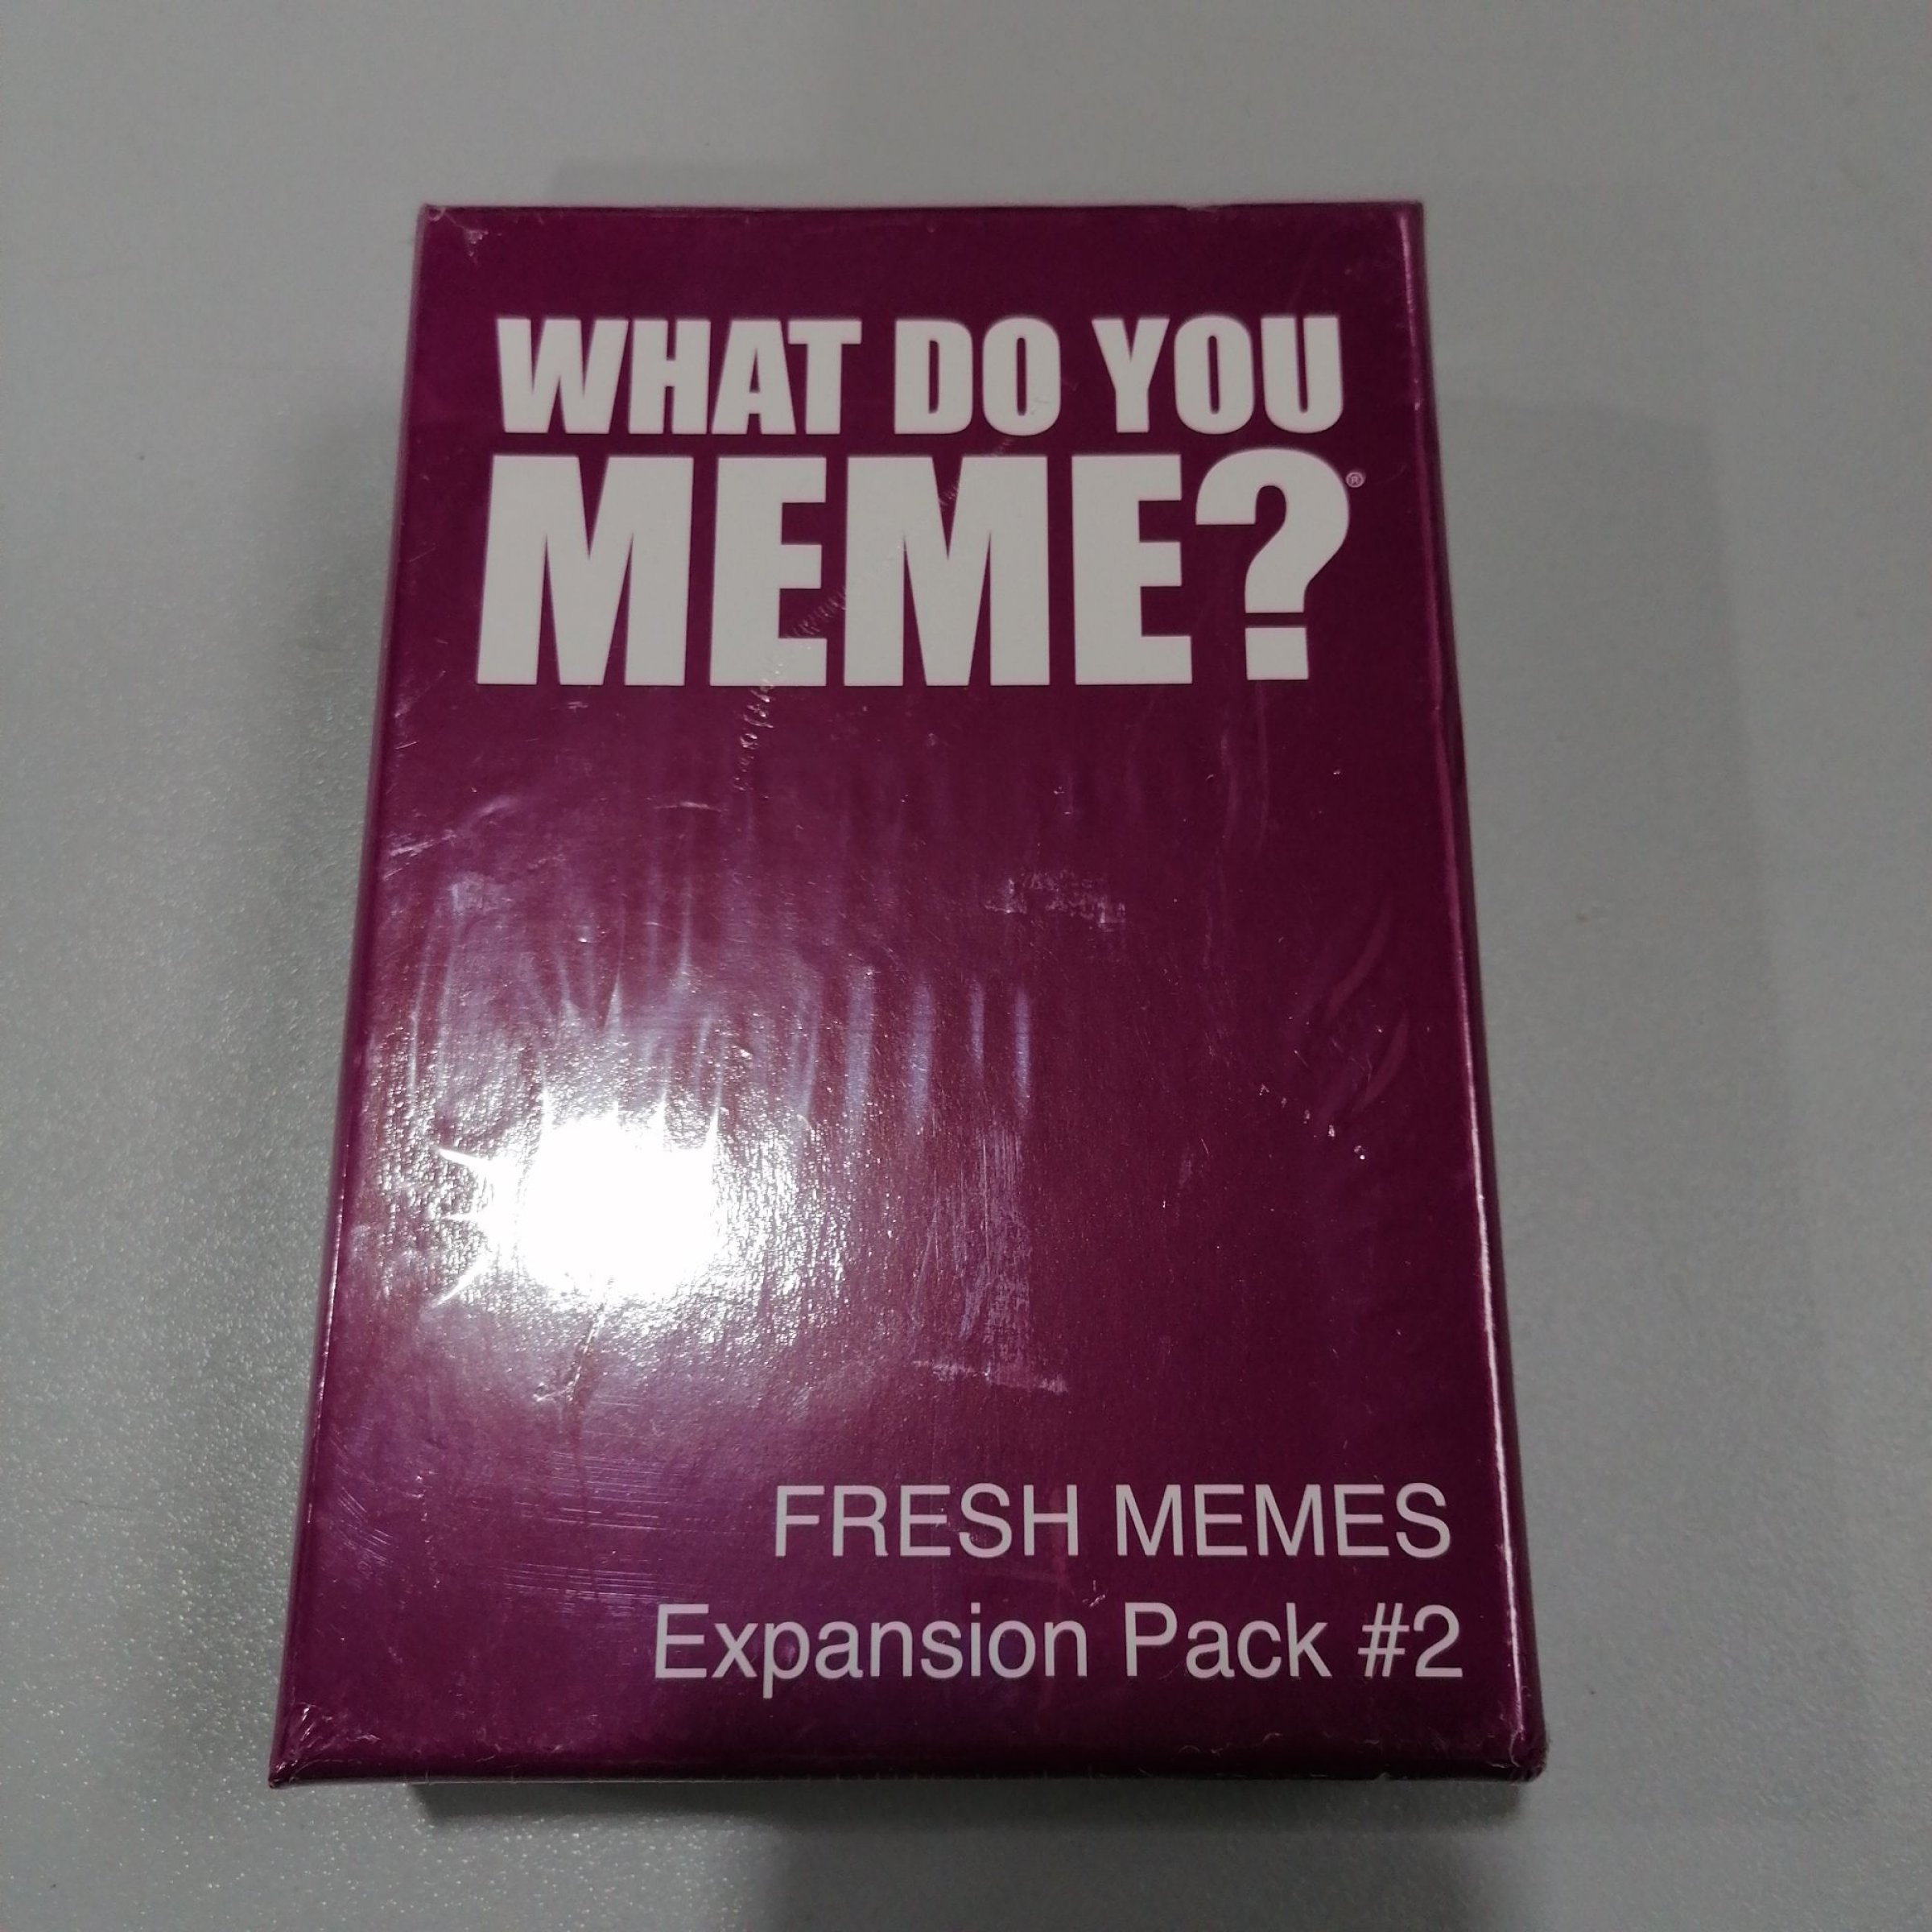 WHAT DO YOU
MEME?®
FRESH MEMES
Expansion Pack #2